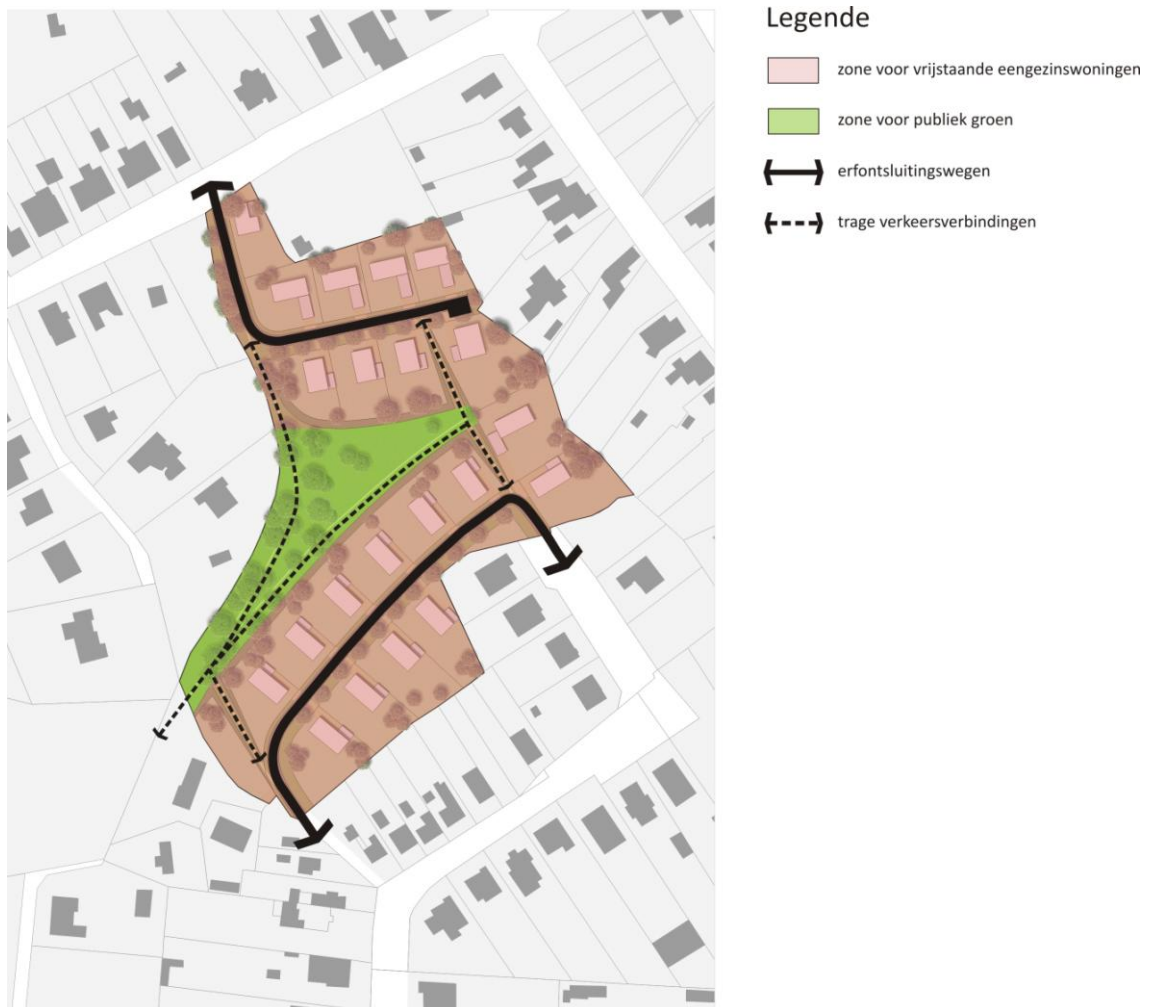 Legende
zone voor vrijstaande eengezinswoningen
zone voor publiek groen
erfontsluitingswegen
trage verkeersverbindingen